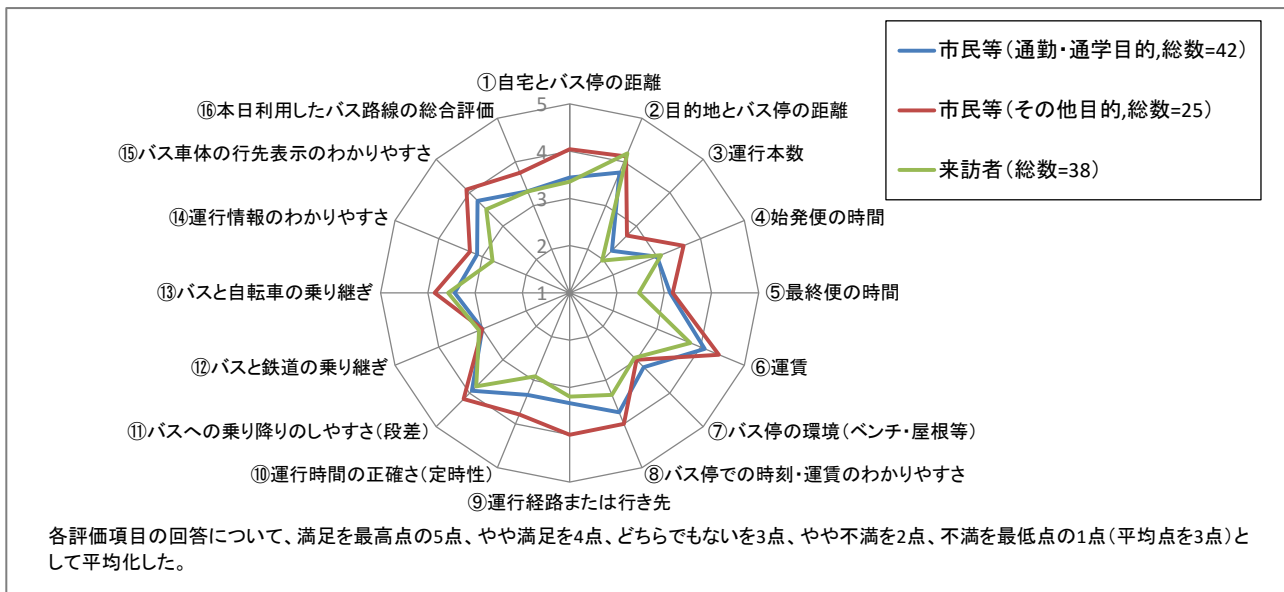 市民等(通勤・通学目的,総数=42)
市民等(その他目的,総数=25)
来訪者(総数=38)
①自宅とバス停の距離
②目的地とバス停の距離
③運行本数
④始発便の時間
⑤最終便の時間
⑥運賃
⑦バス停の環境(ベンチ・屋根等)
⑧バス停での時刻・運賃のわかりやすさ
⑨運行経路または行き先
⑩運行時間の正確さ(定時性)
⑪バスへの乗り降りのしやすさ(段差)
⑫バスと鉄道の乗り継ぎ
⑬バスと自転車の乗り継ぎ
⑭運行情報のわかりやすさ
⑮バス車体の行先表示のわかりやすさ
⑯本日利用したバス路線の総合評価
5
4
3
2
1
各評価項目の回答について、満足を最高点の5点、やや満足を4点、どちらでもないを3点、やや不満を2点、不満を最低点の1点(平均点を3点)と
して平均化した。